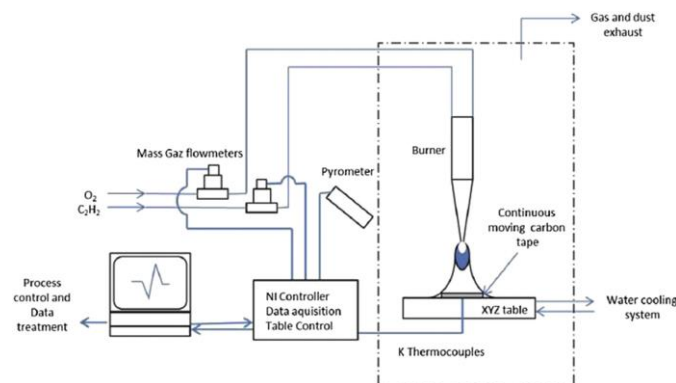 Gas and dust
exhaust
Mass Gaz flowmeters
Pyrometer
Burner
O₂
C₂H₂
Continuous
moving carbon
tape
Process
control and
Data
treatment
NI Controller
Data aquisition
Table Control
XYZ table
Water cooling
system
K Thermocouples